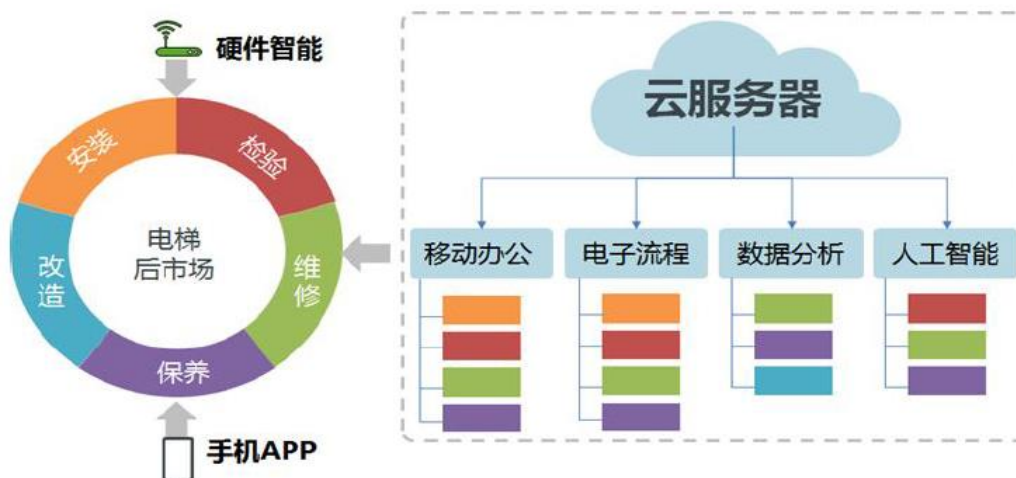 硬件智能
安装
检验
电梯
后市场
改造
维修
保养
手机APP
云服务器
移动办公
电子流程
数据分析
人工智能